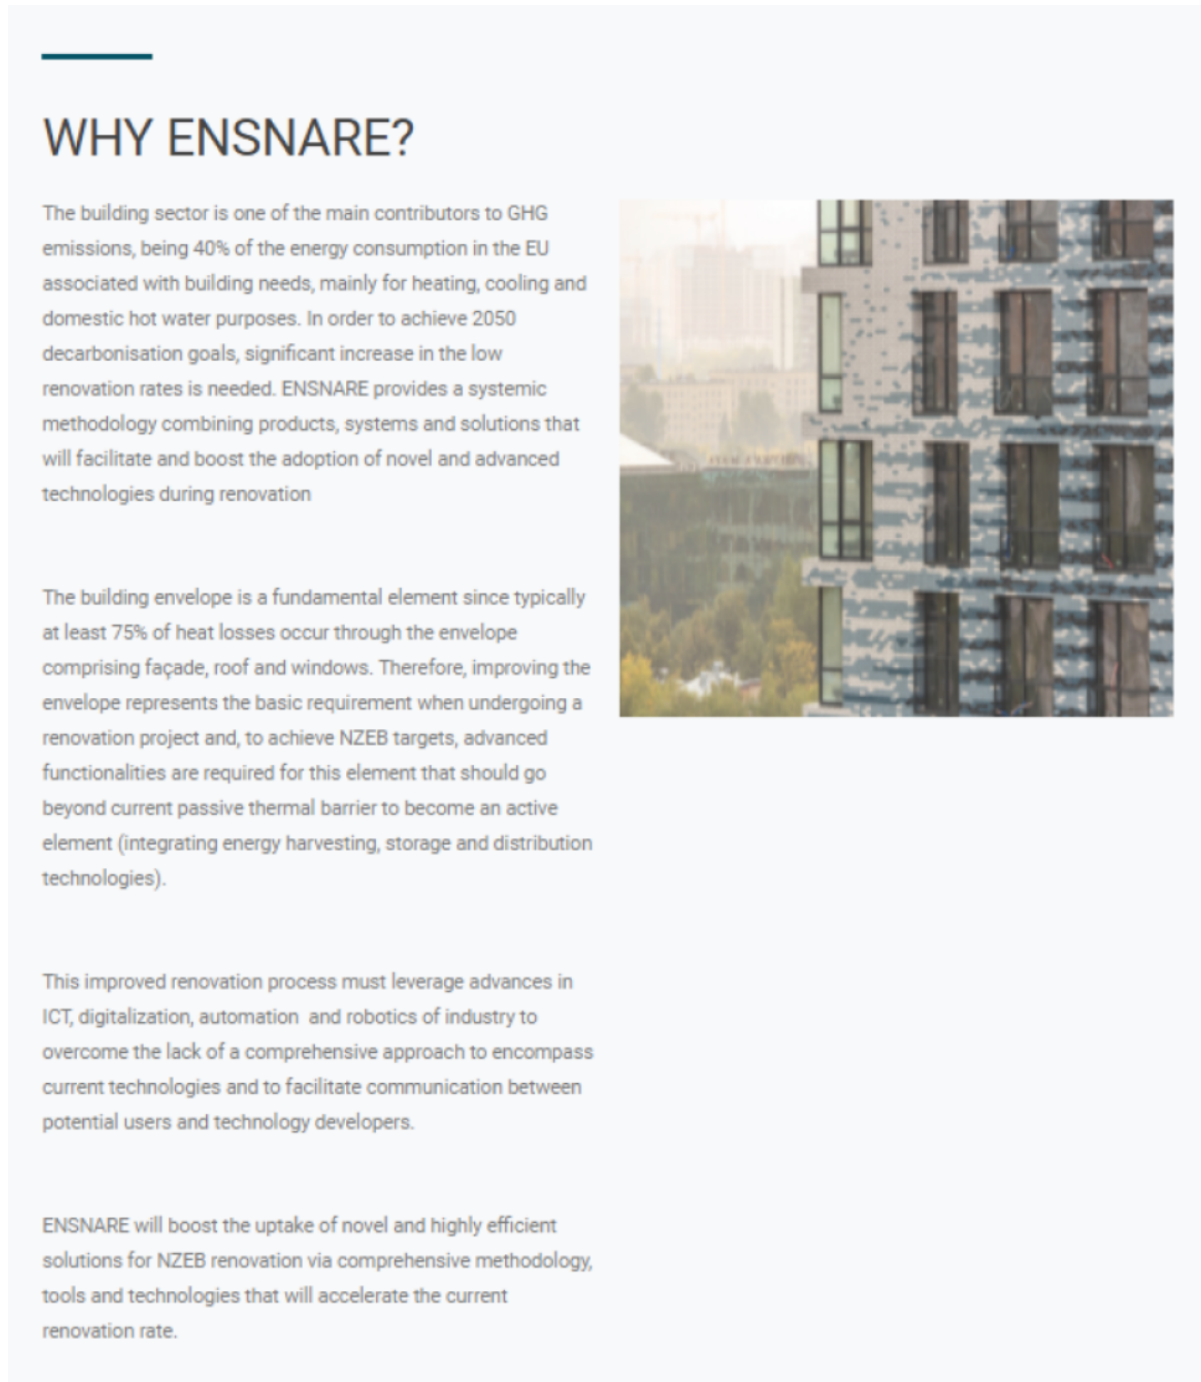 WHY ENSNARE?
The building sector is one of the main contributors to GHG
emissions, being 40% of the energy consumption in the EU
associated with building needs, mainly for heating, cooling and
domestic hot water purposes. In order to achieve 2050
decarbonisation goals, significant increase in the low
renovation rates is needed. ENSNARE provides a systemic
methodology combining products, systems and solutions that
will facilitate and boost the adoption of novel and advanced
technologies during renovation
The building envelope is a fundamental element since typically
at least 75% of heat losses occur through the envelope
comprising façade, roof and windows. Therefore, improving the
envelope represents the basic requirement when undergoing a
renovation project and, to achieve NZEB targets, advanced
functionalities are required for this element that should go
beyond current passive thermal barrier to become an active
element (integrating energy harvesting, storage and distribution
technologies).
This improved renovation process must leverage advances in
ICT, digitalization, automation  and robotics of industry to
overcome the lack of a comprehensive approach to encompass
current technologies and to facilitate communication between
potential users and technology developers.
ENSNARE will boost the uptake of novel and highly efficient
solutions for NZEB renovation via comprehensive methodology,
tools and technologies that will accelerate the current
renovation rate.